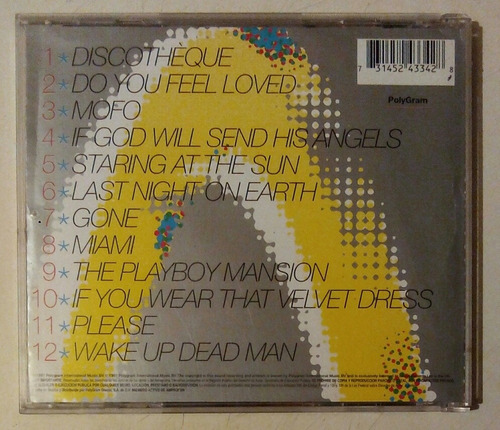 1*DISCOTHÈQUE
2*DO YOU FEEL LOVED
3*MOFO
4*IF GOD WILL SEND HIS ANGELS
5*STARING AT THE SUN
6*LAST NIGHT ON EARTH
7*GONE
8*MIAMI
9*THE PLAYBOY MANSION
10*IF YOU WEAR THAT VELVET DRESS
11*PLEASE
12*WAKE UP DEAD MAN
7 31452 43342 8
PolyGram